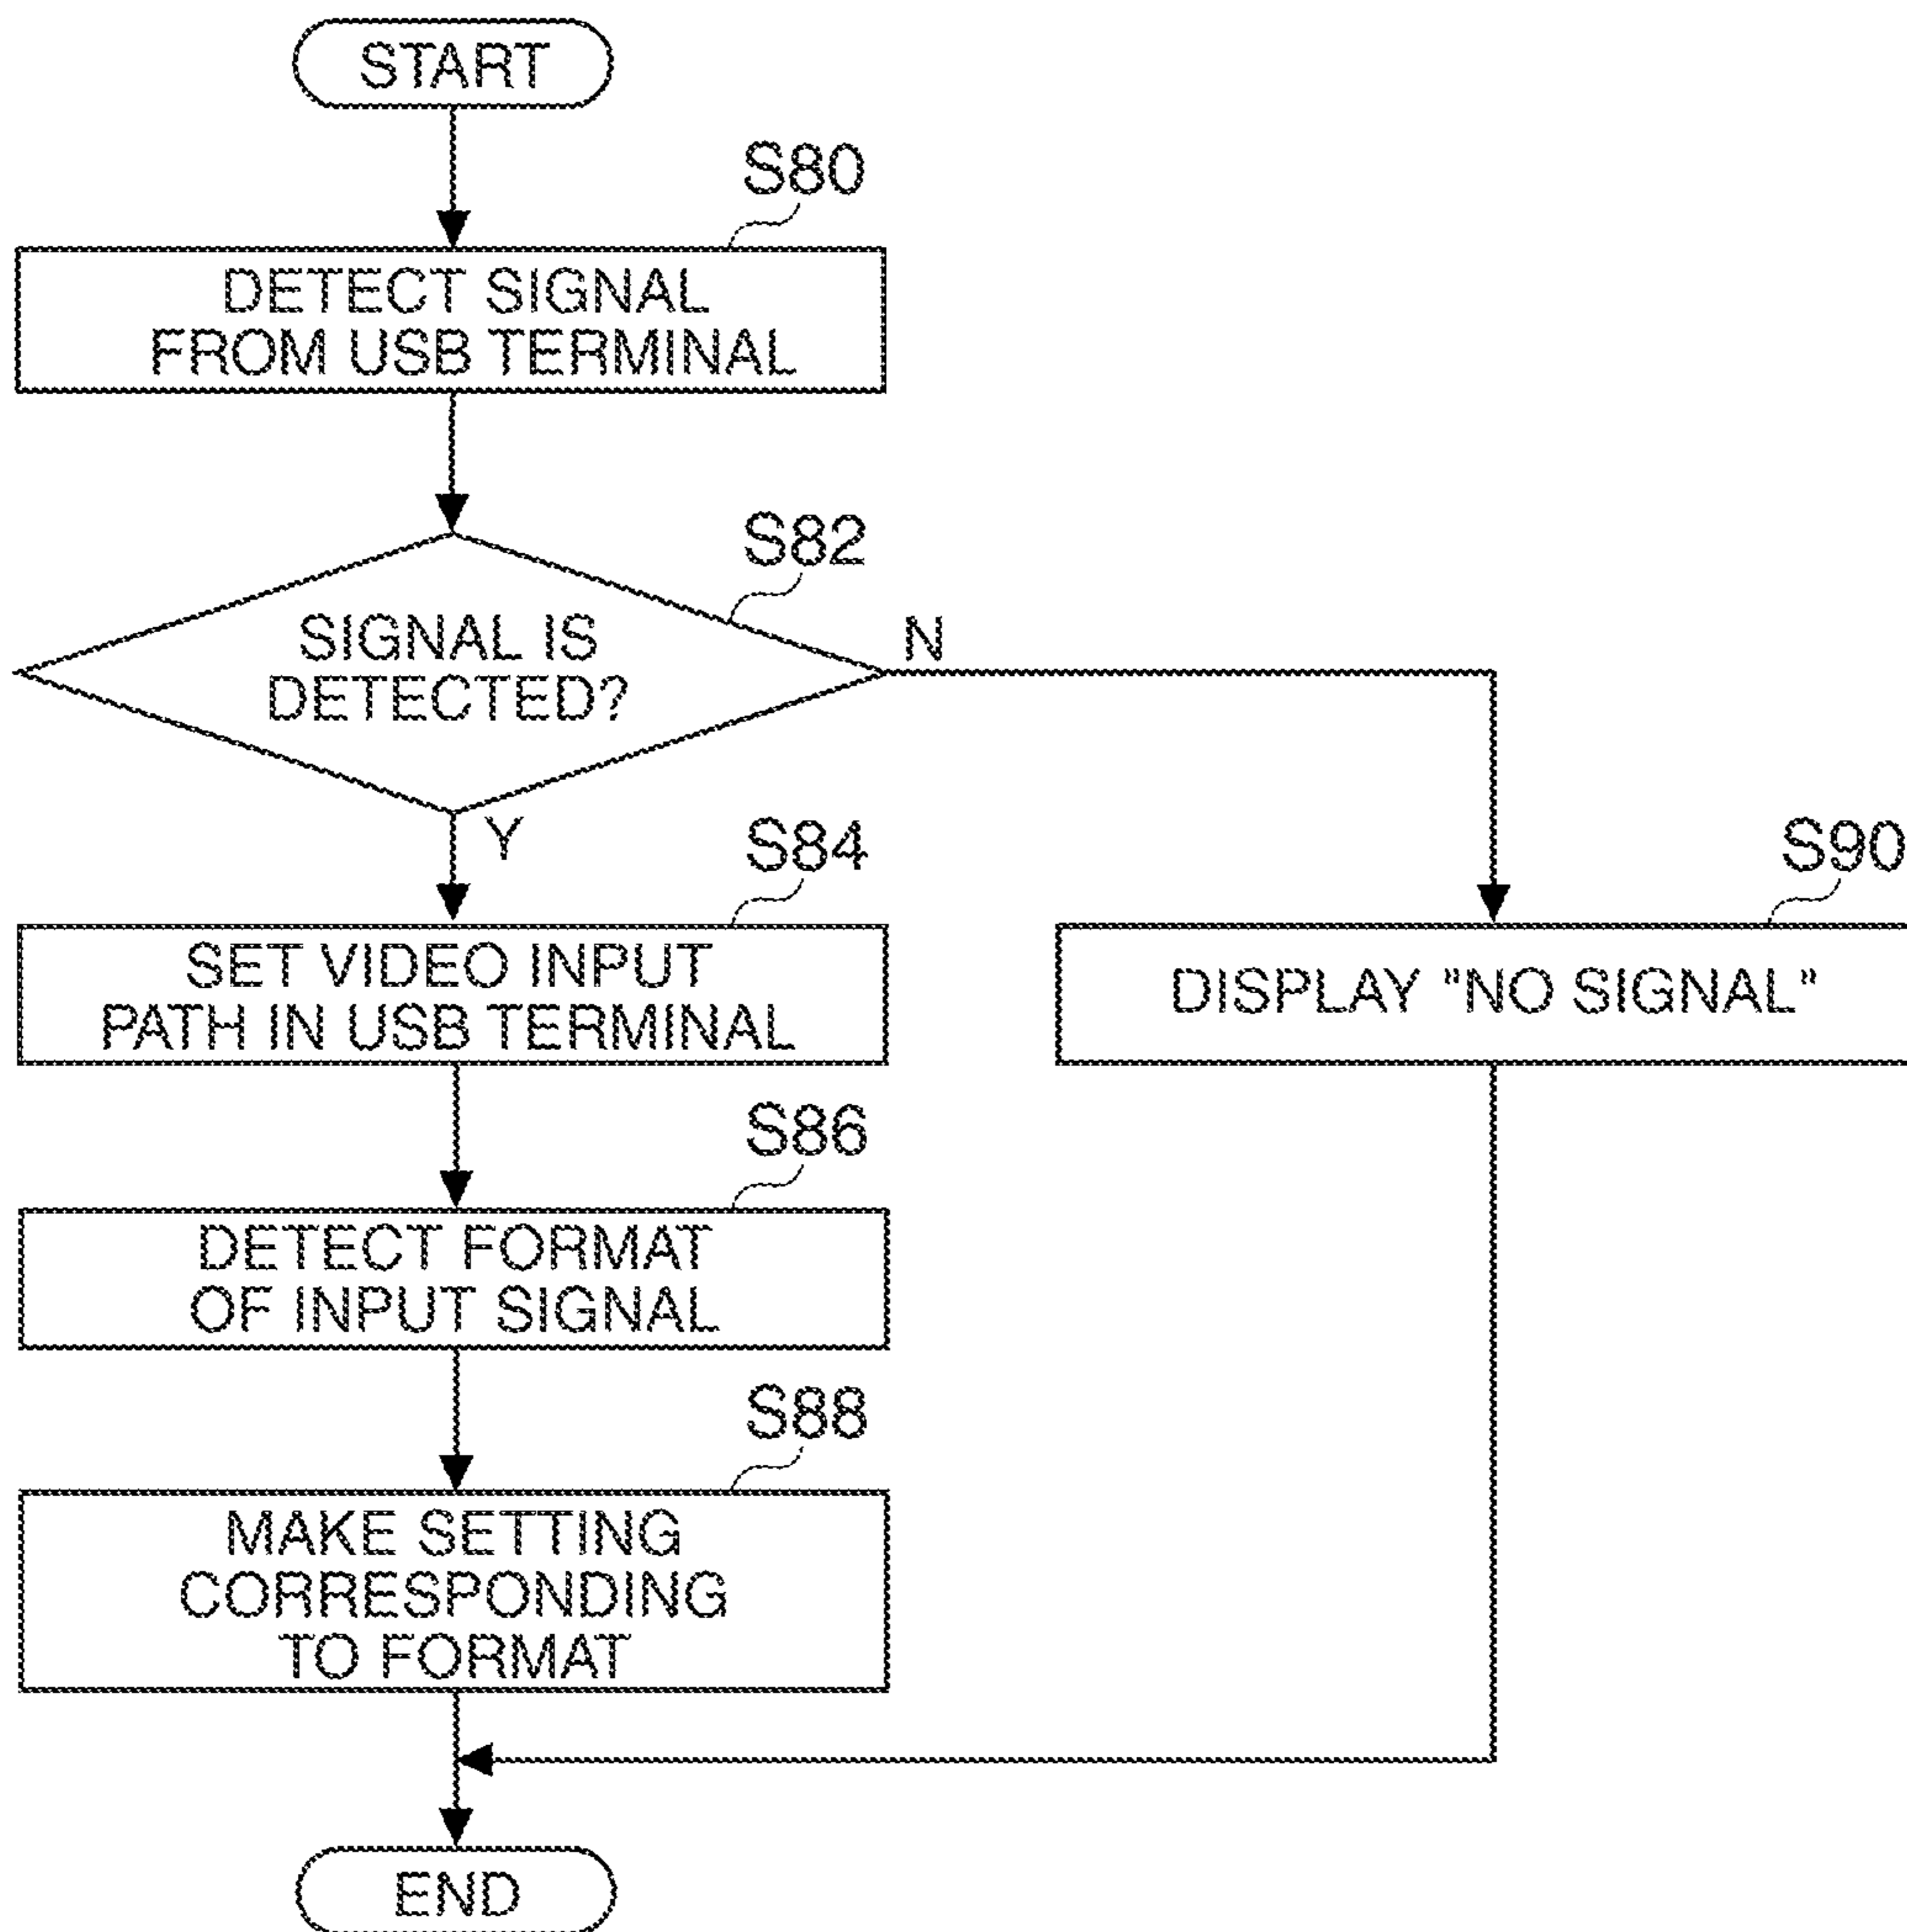 START
S80
DETECT SIGNAL
FROM USB TERMINAL
S82
SIGNAL IS
DETECTED?
N
Y
S84
SET VIDEO INPUT
PATH IN USB TERMINAL
S90
DISPLAY "NO SIGNAL"
S86
DETECT FORMAT
OF INPUT SIGNAL
S88
MAKE SETTING
CORRESPONDING
TO FORMAT
END